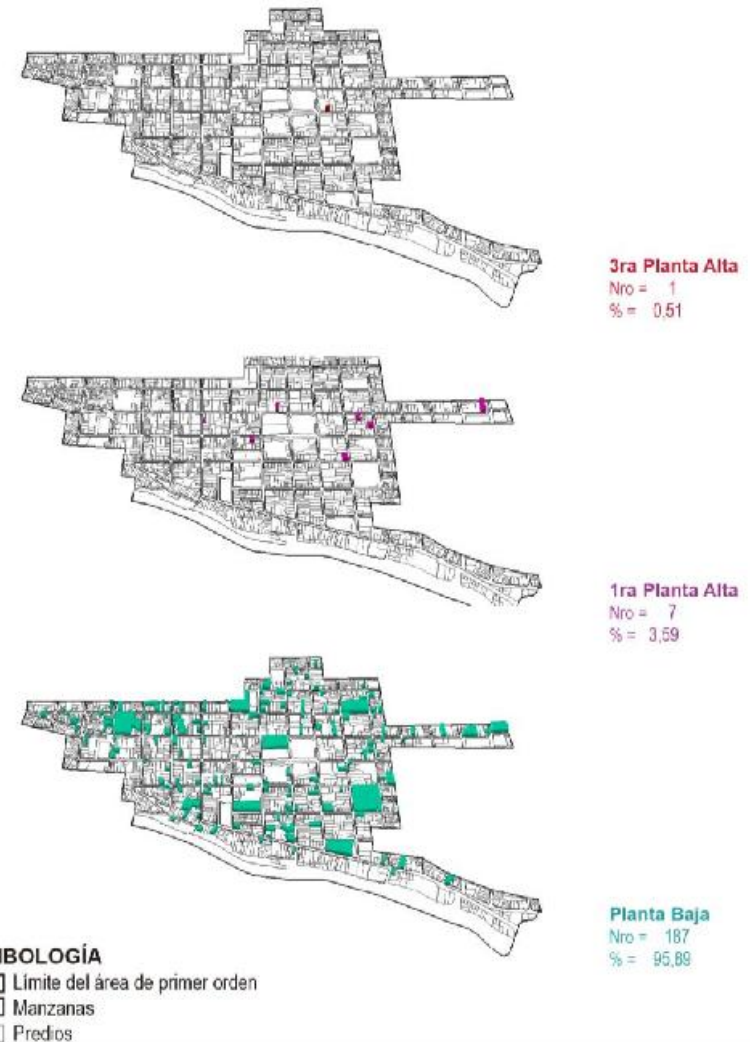 3ra Planta Alta
Nro = 1
% = 0,51
1ra Planta Alta
Nro = 7
% = 3,59
Planta Baja
Nro = 187
% = 95,89
IBOLOGÍA
Límite del área de primer orden
Manzanas
Predios